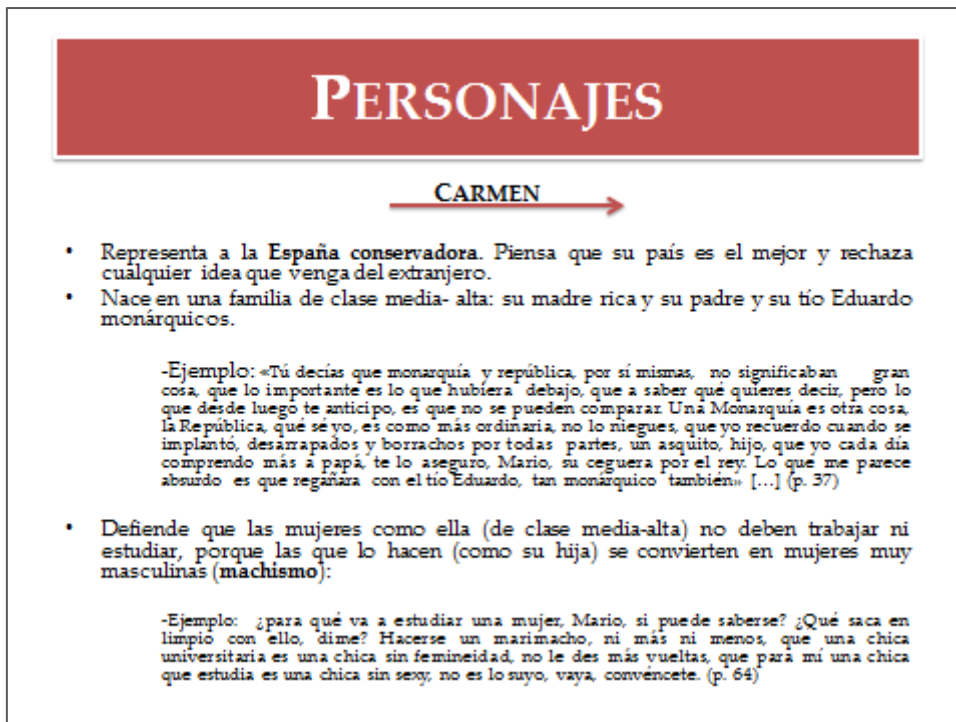 PERSONAJES
CARMEN
• Representa a la España conservadora. Piensa que su país es el mejor y rechaza
cualquier idea que venga del extranjero.
• Nace en una familia de clase media- alta: su madre rica y su padre y su tío Eduardo
monárquicos.
-Ejemplo: «Tú decías que monarquía y república, por sí mismas, no significaban gran
cosa, que lo importante es lo que hubiera debajo, que a saber qué quieres decir, pero lo
que desde luego te anticipo, es que no se pueden comparar. Una Monarquía es otra cosa,
la República, qué sé yo, es como más ordinaria, no lo niegues, que yo recuerdo cuando se
implantó, desarrapados y borrachos por todas partes, un asquito, hijo, que yo cada día
comprendo más a papá, te lo aseguro, Mario, su ceguera por el rey. Lo que me parece
absurdo es que regañara con el tío Eduardo, tan monárquico también» […] (p. 37)
• Defiende que las mujeres como ella (de clase media-alta) no deben trabajar ni
estudiar, porque las que lo hacen (como su hija) se convierten en mujeres muy
masculinas (machismo):
-Ejemplo: ¿para qué va a estudiar una mujer, Mario, si puede saberse? ¿Qué saca en
limpio con ello, dime? Hacerse un marimacho, ni más ni menos, que una chica
universitaria es una chica sin femineidad, no le des más vueltas, que para mí una chica
que estudia es una chica sin sexy, no es lo suyo, vaya, convéncete. (p. 64)